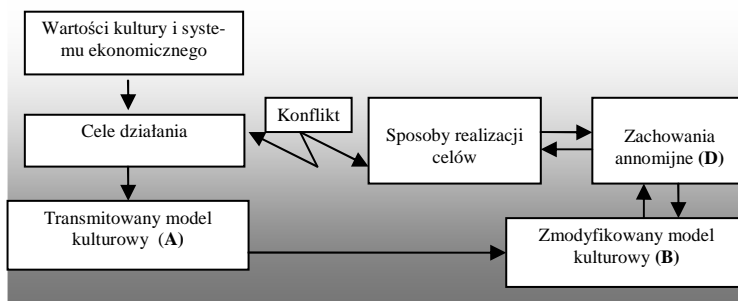 Wartości kultury i syste-
mu ekonomicznego
Cele działania
Konflikt
Sposoby realizacji
celów
Zachowania
annomijne (D)
Transmitowany model
kulturowy (A)
Zmodyfikowany model
kulturowy (B)